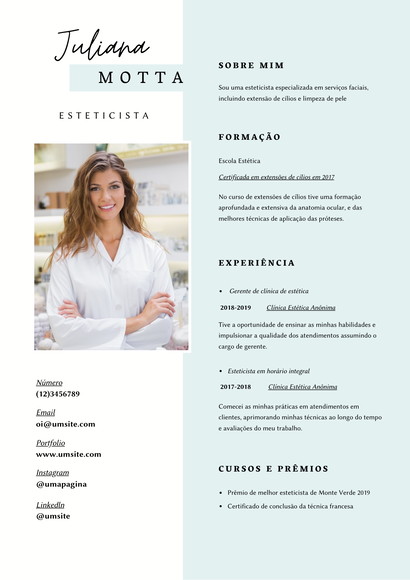 Juliana
MOTTA
ESTETICISTA
Número
(12)3456789
Email
oi@umsite.com
Portfolio
www.umsite.com
Instagram
@umapagina
LinkedIn
@umsite
SOBRE MIM
Sou uma esteticista especializada em serviços faciais,
incluindo extensão de cílios e limpeza de pele
FORMAÇÃO
Escola Estética
Certificada em extensões de cílios em 2017
No curso de extensões de cílios tive uma formação
aprofundada e extensiva da anatomia ocular, e das
melhores técnicas de aplicação das próteses.
EXPERIÊNCIA
• Gerente de clínica de estética
2018-2019 Clínica Estética Anônima
Tive a oportunidade de ensinar as minhas habilidades e
impulsionar a qualidade dos atendimentos assumindo o
cargo de gerente.
• Esteticista em horário integral
2017-2018 Clínica Estética Anônima
Comecei as minhas práticas em atendimentos em
clientes, aprimorando minhas técnicas ao longo do tempo
e avaliações do meu trabalho.
CURSOS E PRÊMIOS
• Prêmio de melhor esteticista de Monte Verde 2019
• Certificado de conclusão da técnica francesa